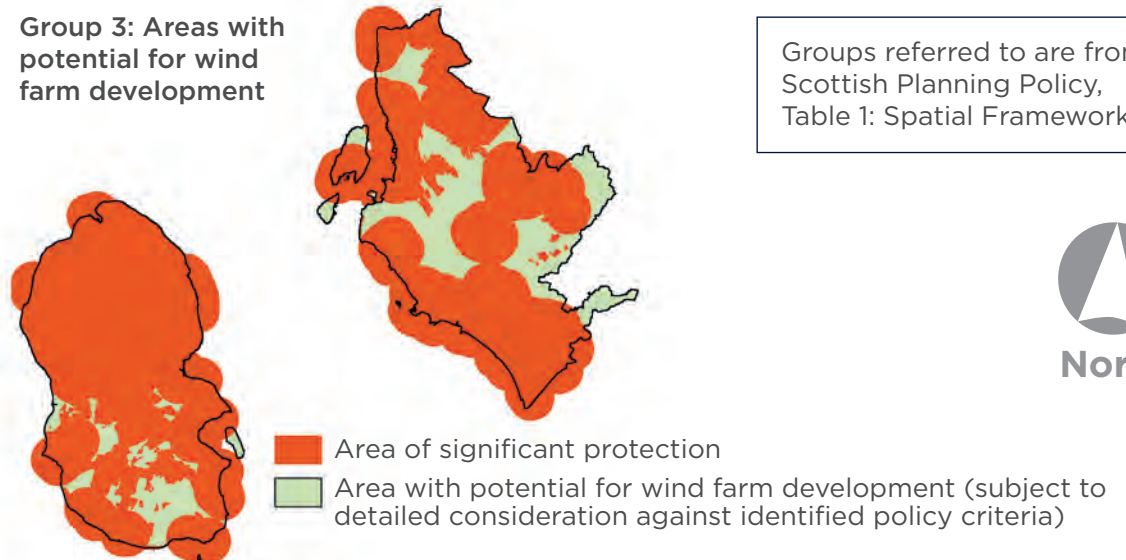 Group 3: Areas with
potential for wind
farm development
Groups referred to are
Scottish Planning Policy,
Table 1: Spatial Framework
Area of significant protection
Area with potential for wind farm development (subject to
detailed consideration against identified policy criteria)